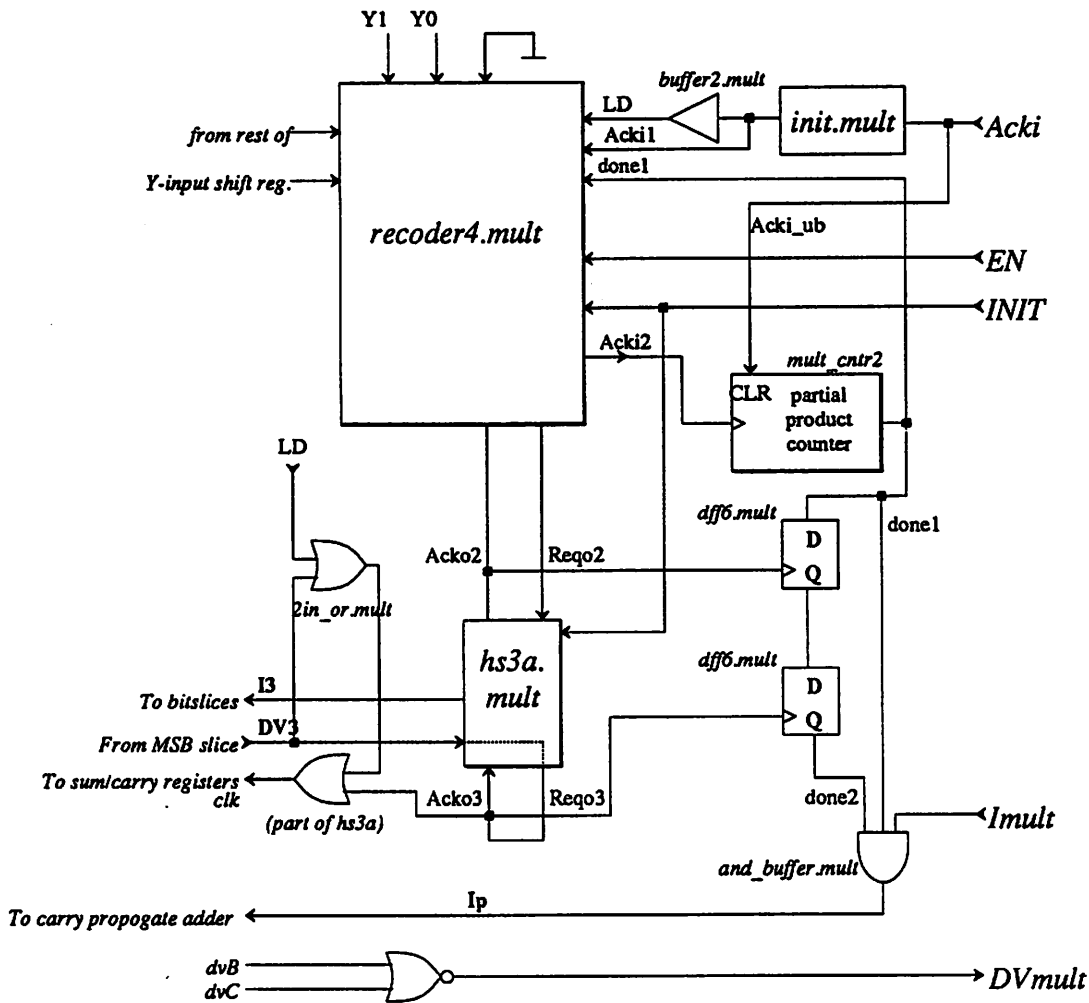 Y1 Y0
buffer2.mult
LD
init.mult
Acki
from rest of
Acki1
done1
Y-input shift reg.
recoder4.mult
Acki_ub
EN
INIT
Acki2
mult_cntr2
CLR
partial
product
counter
LD
dff6.mult
done1
D
Q
Acko2
Reqo2
2in_or.mult
hs3a.
mult
dff6.mult
D
Q
To bitslices
I3
From MSB slice
DV3
To sum/carry registers
clk
Acko3
Reqo3
(part of hs3a)
done2
Imult
and_buffer.mult
To carry propogate adder
Ip
dvB
dvC
DVmult